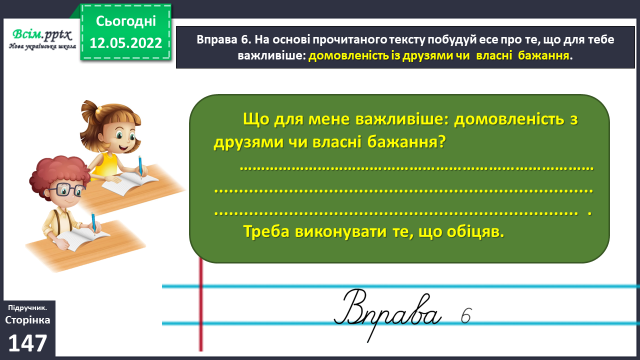 Всім.pptx
Нова українська школа
Сьогодні
12.05.2022
Вправа 6. На основі прочитаного тексту побудуй есе про те, що для тебе
важливіше: домовленість із друзями чи власні бажання.
Що для мене важливіше: домовленість з
друзями чи власні бажання?
……………………………………………………………………
...........................................................................
........................................................................ .
Треба виконувати те, що обіцяв.
Підручник.
Сторінка
147
Вправа 6